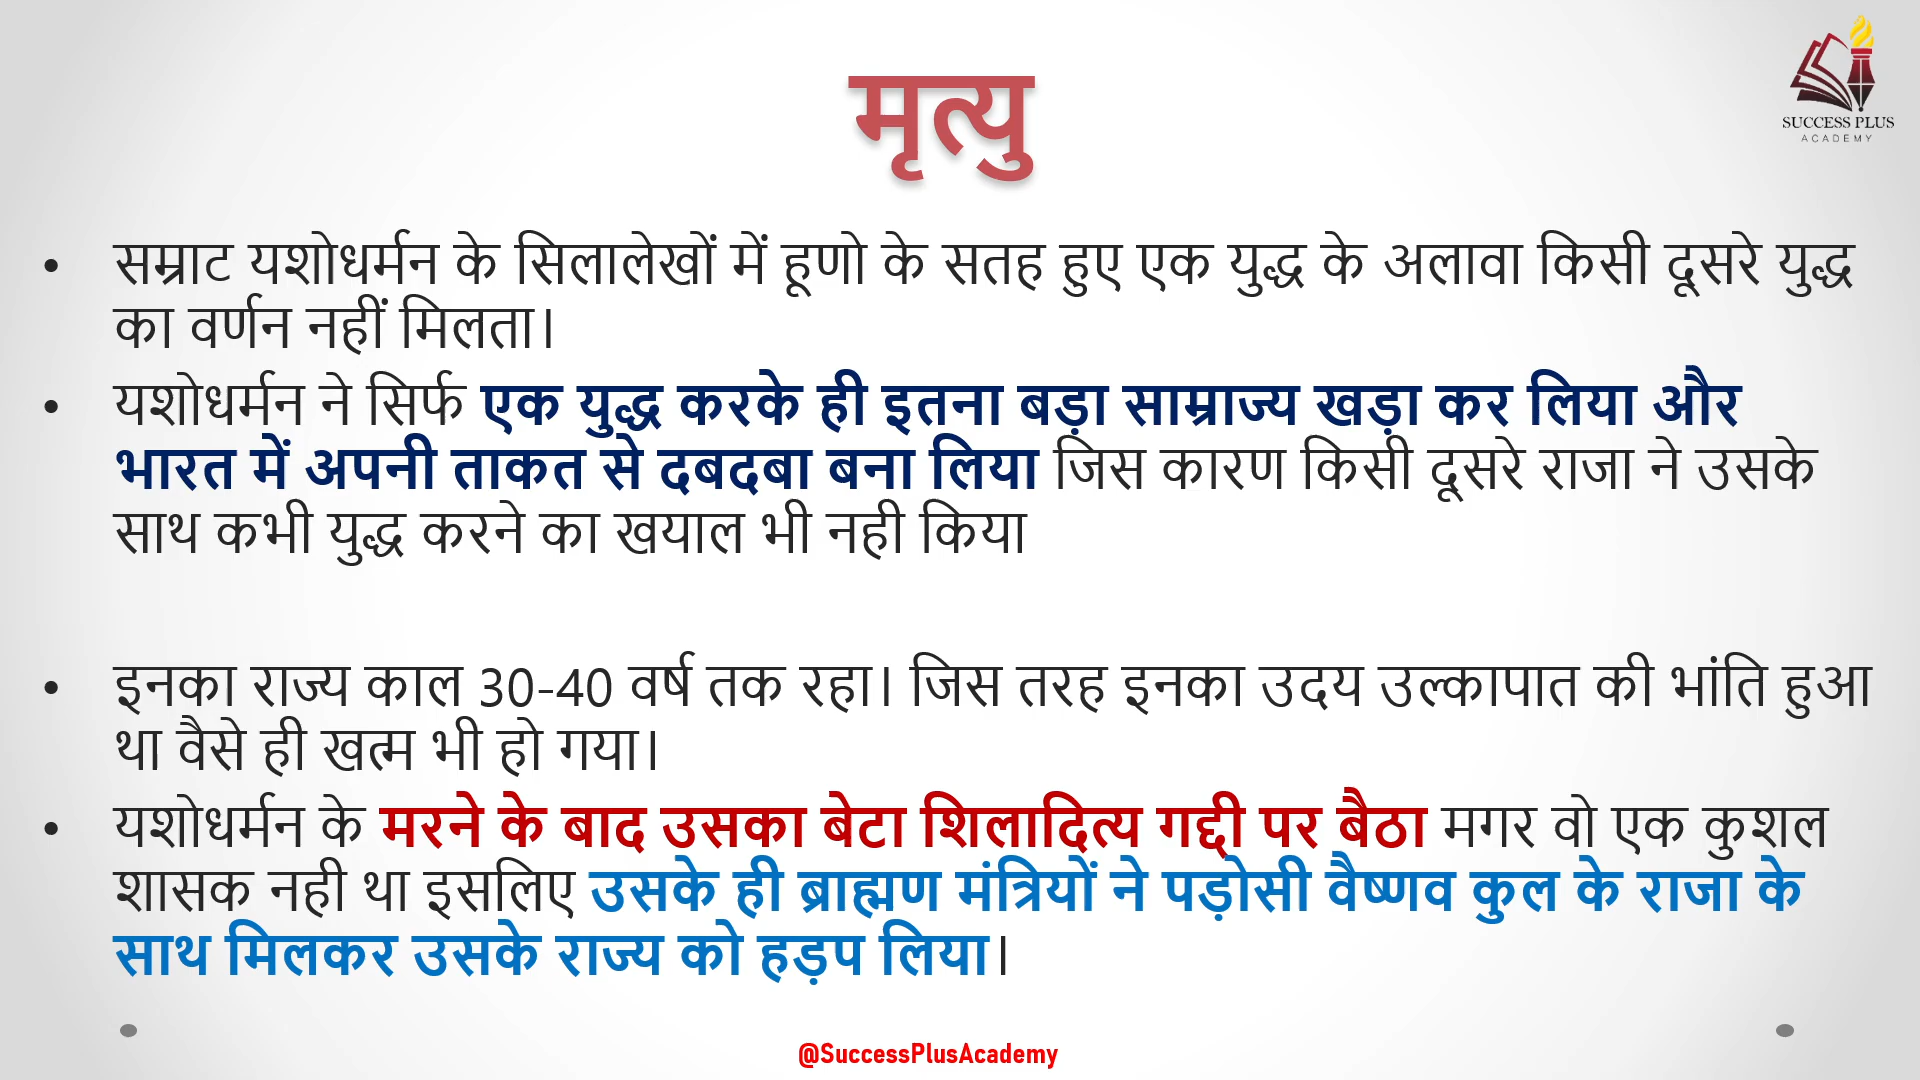 SUCCESS PLUS
ACADEMY
मृत्यु
• सम्राट यशोधर्मन के सिलालेखों में हूणो के सतह हुए एक युद्ध के अलावा किसी दूसरे युद्ध
का वर्णन नहीं मिलता।
• यशोधर्मन ने सिर्फ एक युद्ध करके ही इतना बड़ा साम्राज्य खड़ा कर लिया और
भारत में अपनी ताकत से दबदबा बना लिया जिस कारण किसी दूसरे राजा ने उसके
साथ कभी युद्ध करने का खयाल भी नही किया
• इनका राज्य काल 30-40 वर्ष तक रहा। जिस तरह इनका उदय उल्कापात की भांति हुआ
था वैसे ही खत्म भी हो गया।
• यशोधर्मन के मरने के बाद उसका बेटा शिलादित्य गद्दी पर बैठा मगर वो एक कुशल
शासक नही था इसलिए उसके ही ब्राह्मण मंत्रियों ने पड़ोसी वैष्णव कुल के राजा के
साथ मिलकर उसके राज्य को हड़प लिया।
@SuccessPlusAcademy